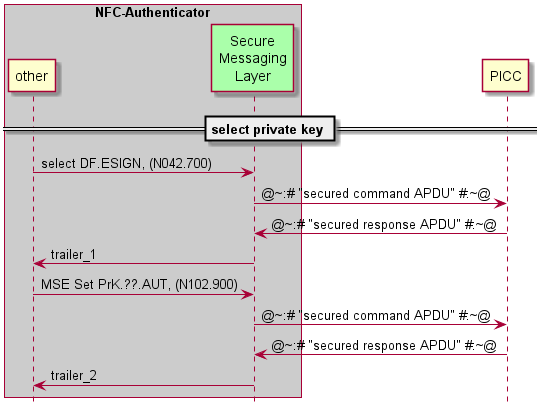 NFC-Authenticator
other
Secure
Messaging
Layer
PICC
select private key
select DF.ESIGN, (N042.700)
@~:# "secured command APDU" #:~@
@~:# "secured response APDU" #:~@
trailer_1
MSE Set PrK.??.AUT, (N102.900)
@~:# "secured command APDU" #:~@
@~:# "secured response APDU" #:~@
trailer_2